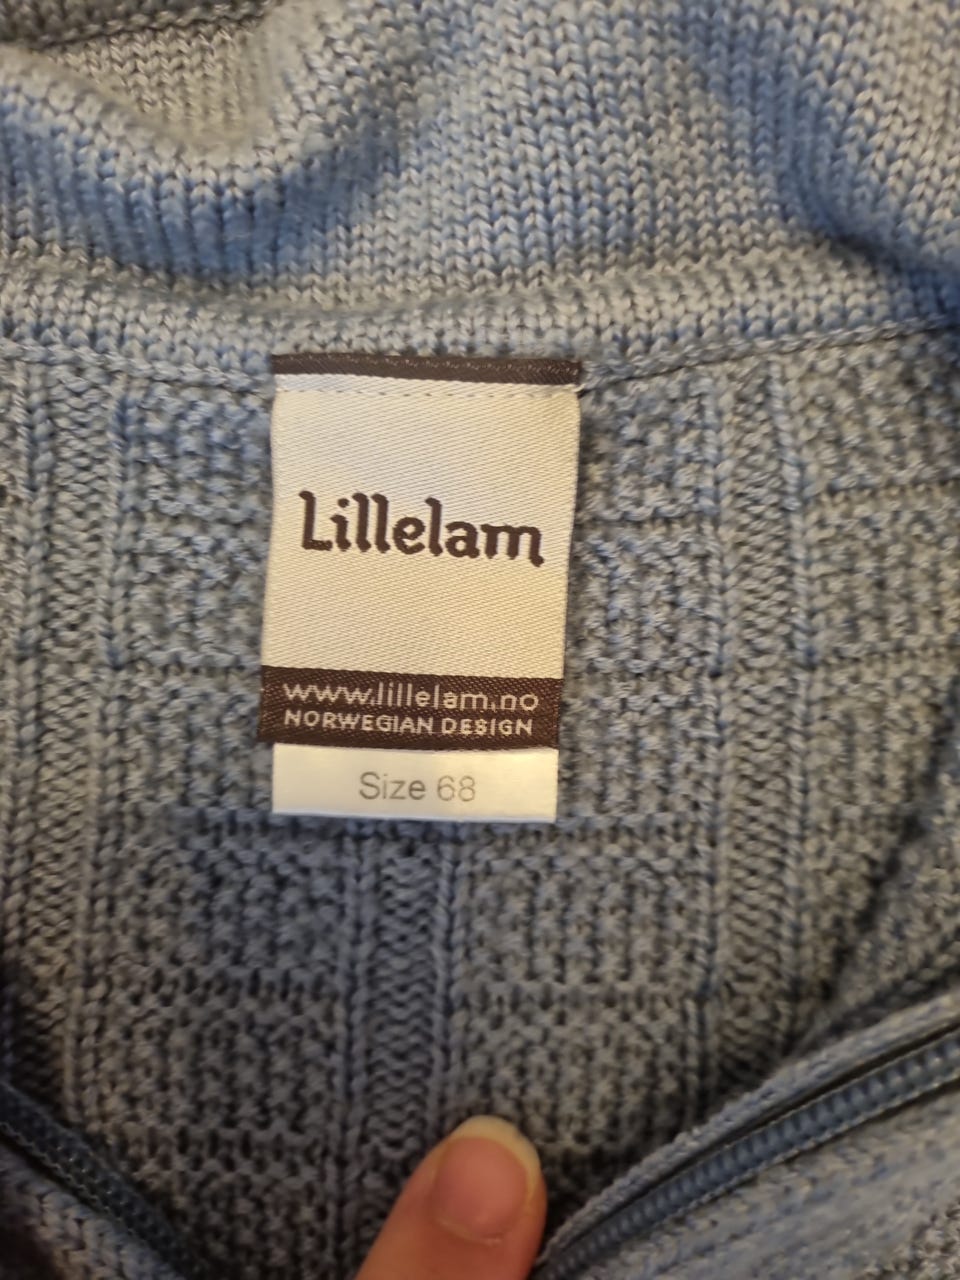 Lillelam
www.lillelam.no
NORWEGIAN DESIGN
Size 68